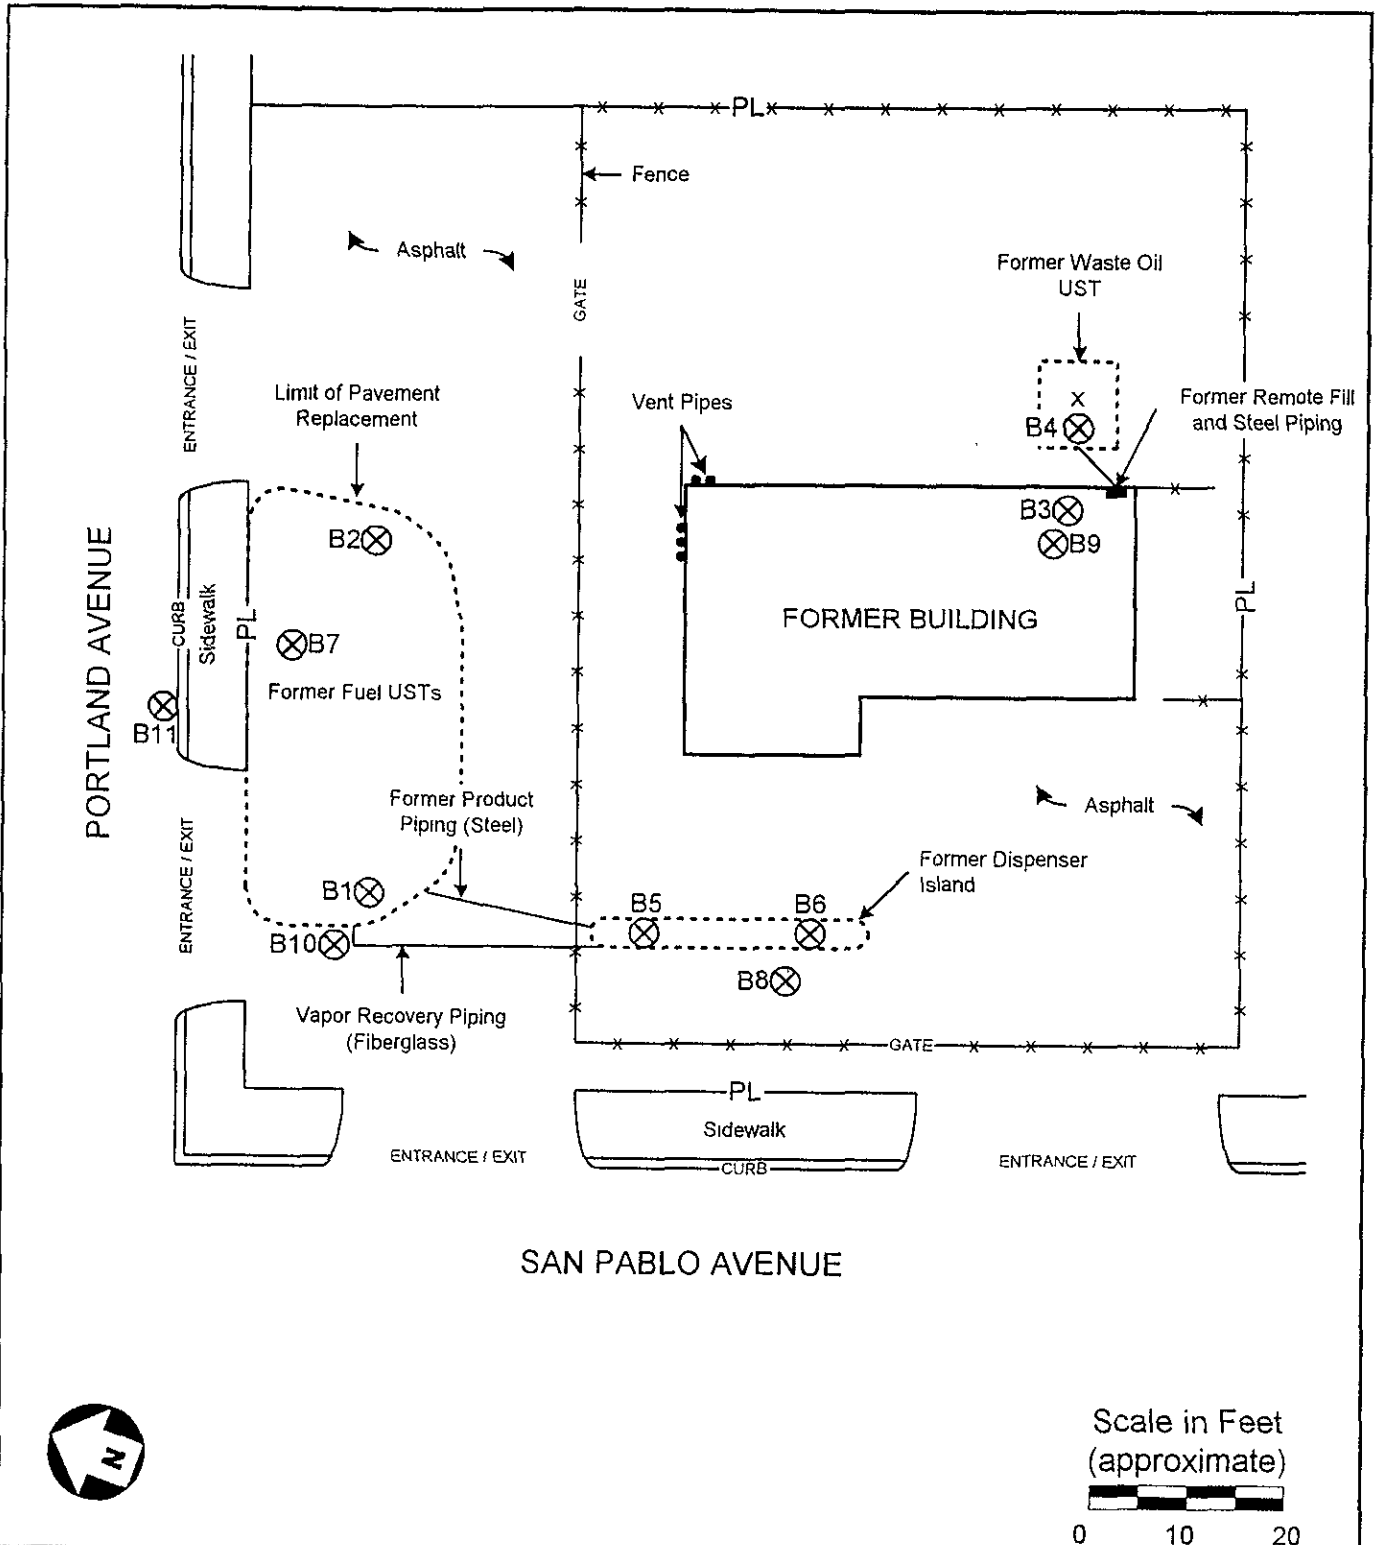 PL
Fence
Asphalt
GATE
ENTRANCE / EXIT
Former Waste Oil
UST
Limit of Pavement
Replacement
Vent Pipes
x
Former Remote Fill
and Steel Piping
B4
B3
B9
B2
PORTLAND AVENUE
CURB
Sidewalk
PL
B7
FORMER BUILDING
PL
Former Fuel USTs
B11
Former Product
Piping (Steel)
Asphalt
ENTRANCE / EXIT
Former Dispenser
Island
B1
B5
B6
B10
B8
Vapor Recovery Piping
(Fiberglass)
GATE
PL
Sidewalk
CURB
ENTRANCE / EXIT
ENTRANCE / EXIT
SAN PABLO AVENUE
N
Scale in Feet
(approximate)
0 10 20